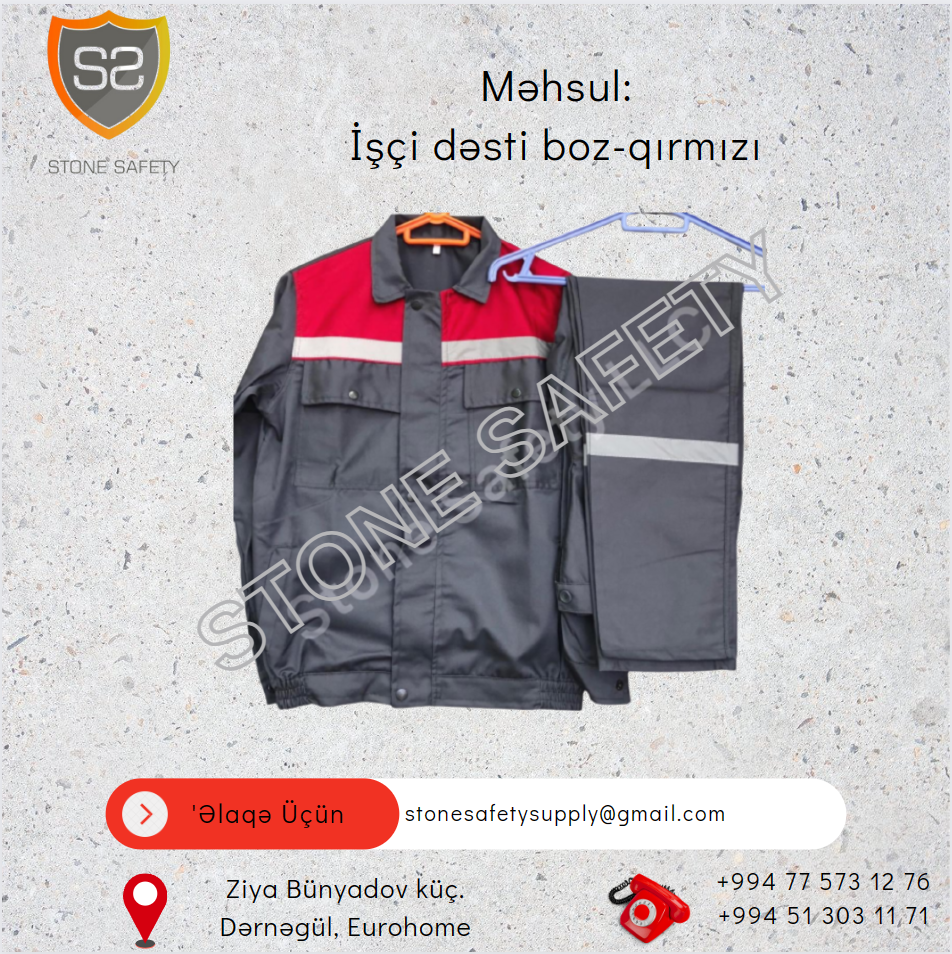 SS
STONE SAFETY
Məhsul:
İşçi dəsti boz-qırmızı
STONE SAFETY
'Əlaqə Üçün
stonesafetysupply@gmail.com
Ziya Bünyadov küç.
Dərnəgül, Eurohome
+994 77 573 12 76
+994 51 303 11 71